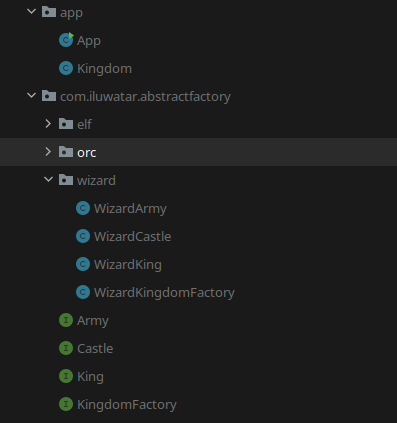 app
App
Kingdom
com.iluwatar.abstractfactory
elf
orc
wizard
C WizardArmy
C WizardCastle
C WizardKing
C WizardKingdomFactory
I Army
I Castle
I King
I KingdomFactory